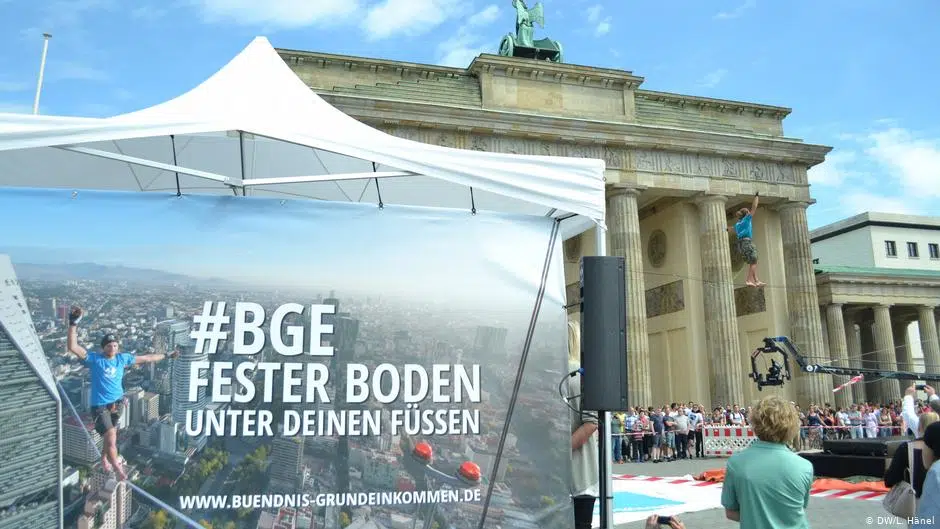 #BGE
FESTER BODEN
UNTER DEINEN FÜSSEN
WWW.BUENDNIS-GRUNDEINKOMMEN.DE
© DW/L. Hänel